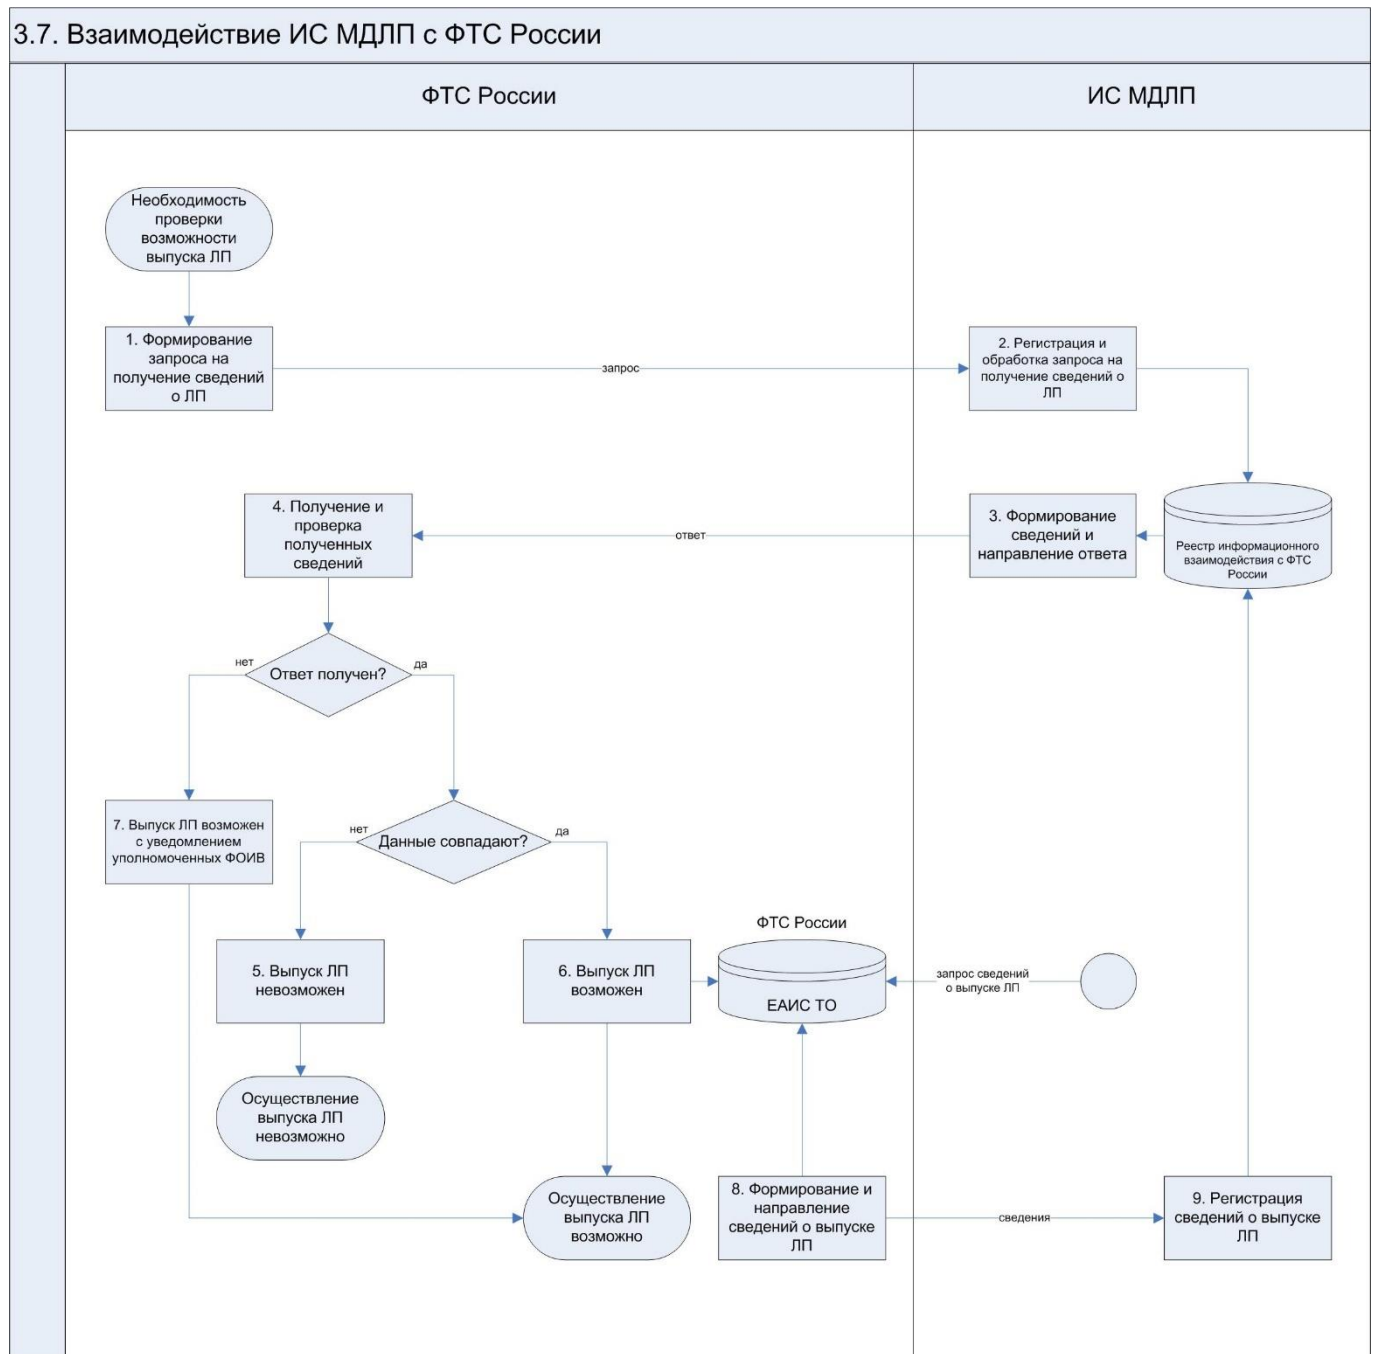 3.7. Взаимодействие ИС МДЛП с ФТС России
ФТС России
ИС МДЛП
Необходимость
проверки
возможности
выпуска ЛП
1. Формирование
запроса на
получение сведений
о ЛП
запрос
2. Регистрация и
обработка запроса на
получение сведений о
ЛП
4. Получение и
проверка
полученных
сведений
ответ
3. Формирование
сведений и
направление ответа
Реестр информационного
взаимодействия с ФТС
России
нет
Ответ получен?
да
7. Выпуск ЛП возможен
с уведомлением
уполномоченных ФОИВ
нет
Данные совпадают?
да
ФТС России
5. Выпуск ЛП
невозможен
6. Выпуск ЛП
возможен
ЕАИС ТО
запрос сведений
о выпуске ЛП
Осуществление
выпуска ЛП
невозможно
Осуществление
выпуска ЛП
возможно
8. Формирование и
направление
сведений о выпуске
ЛП
сведения
9. Регистрация
сведений о выпуске
ЛП